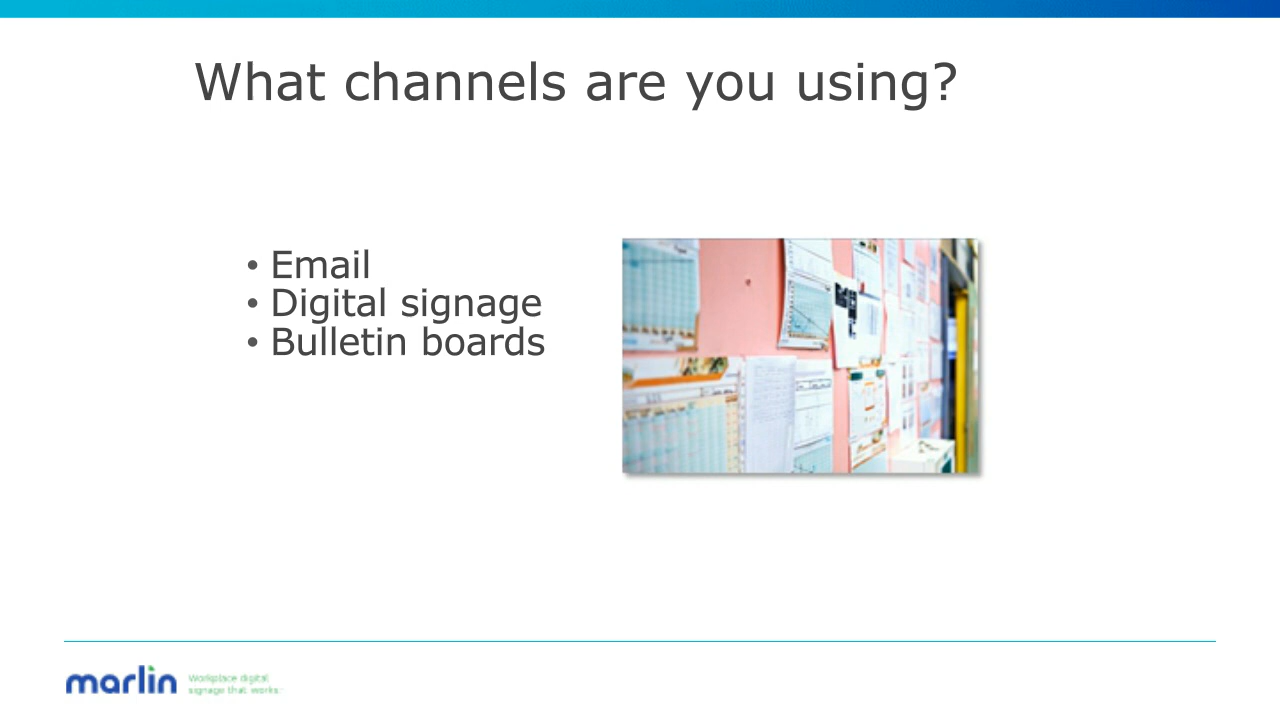 What channels are you using?
• Email
• Digital signage
• Bulletin boards
marlin
Workplace digital
signage that works.